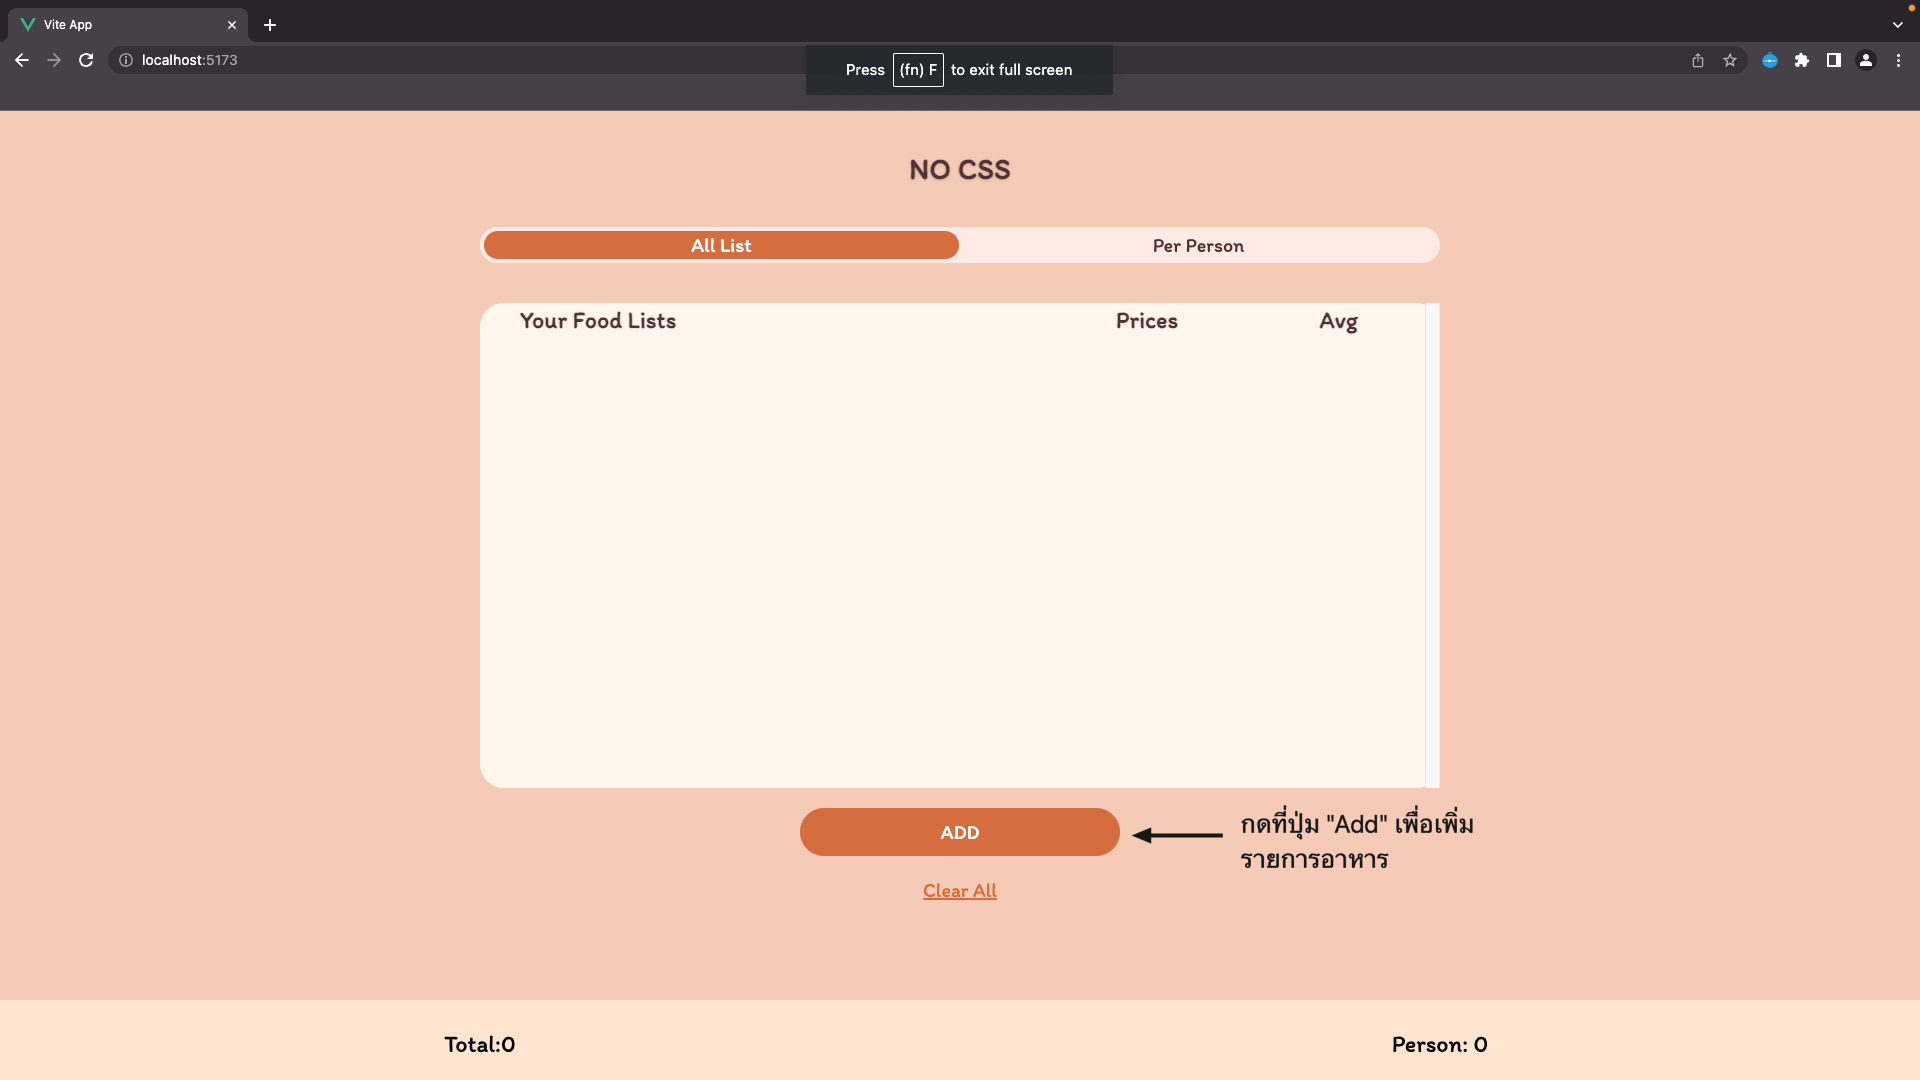 Vite App
localhost:5173
Press (fn) F to exit full screen
NO CSS
All List
Per Person
Your Food Lists
Prices
Avg
ADD
กดที่ปุ่ม "Add" เพื่อเพิ่ม
รายการอาหาร
Clear All
Total:0
Person: 0